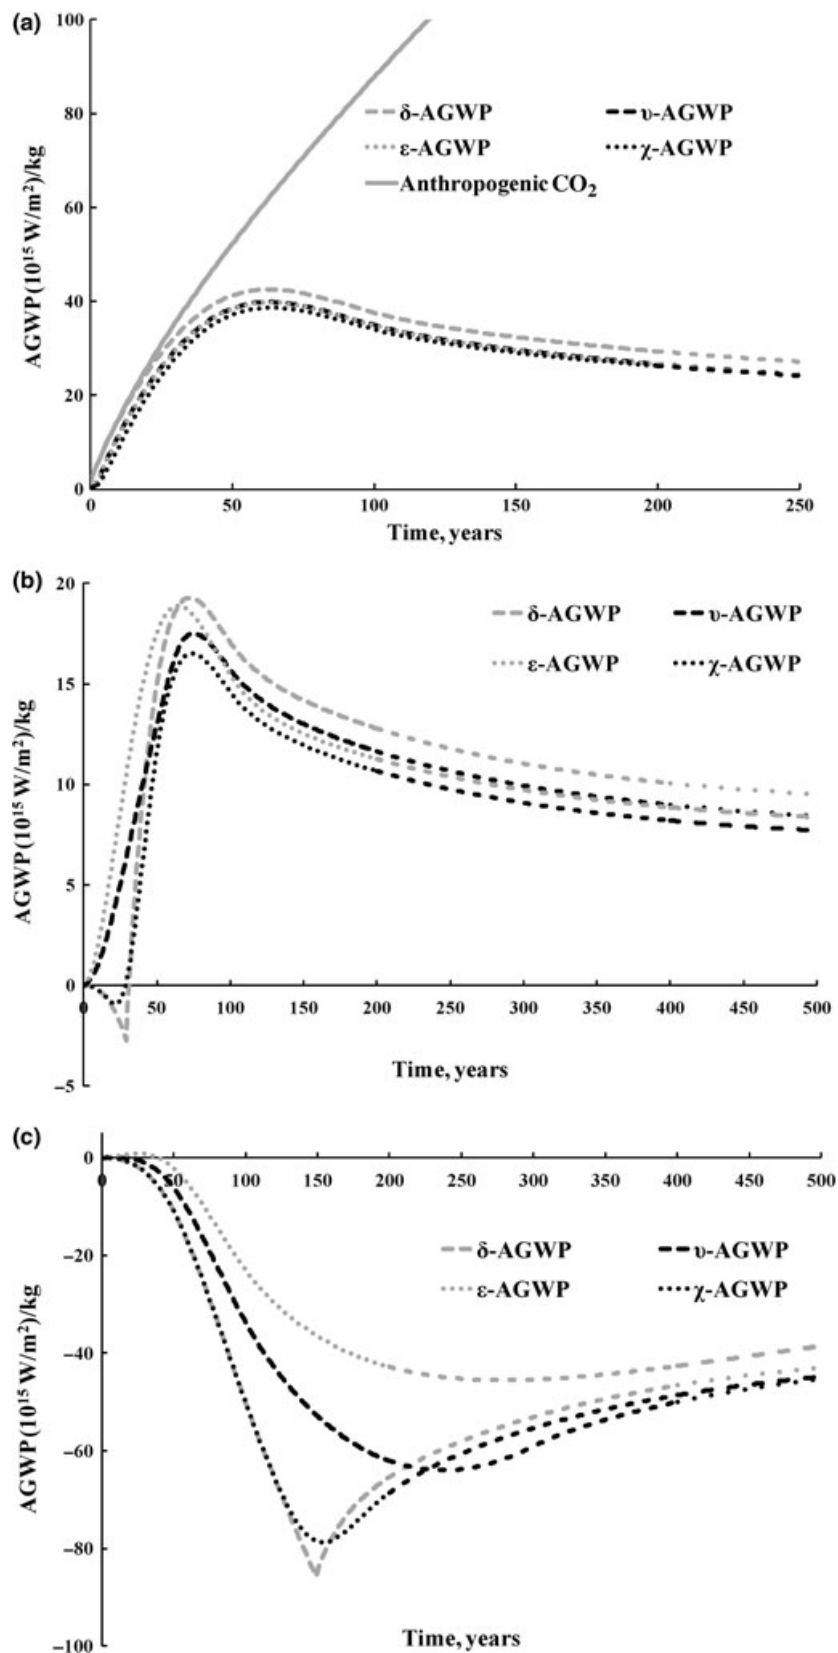 (a)
100
80
60
40
20
0
AGWP (10¹⁵ W/m²)/kg
δ-AGWP υ-AGWP
ε-AGWP χ-AGWP
Anthropogenic CO₂
0 50 100 150 200 250
Time, years
(b)
20
15
10
5
0
−5
AGWP (10¹⁵ W/m²)/kg
δ-AGWP υ-AGWP
ε-AGWP χ-AGWP
0 50 100 150 200 250 300 350 400 450 500
Time, years
(c)
0
−20
−40
−60
−80
−100
AGWP (10¹⁵ W/m²)/kg
0 50 100 150 200 250 300 350 400 450 500
δ-AGWP υ-AGWP
ε-AGWP χ-AGWP
Time, years